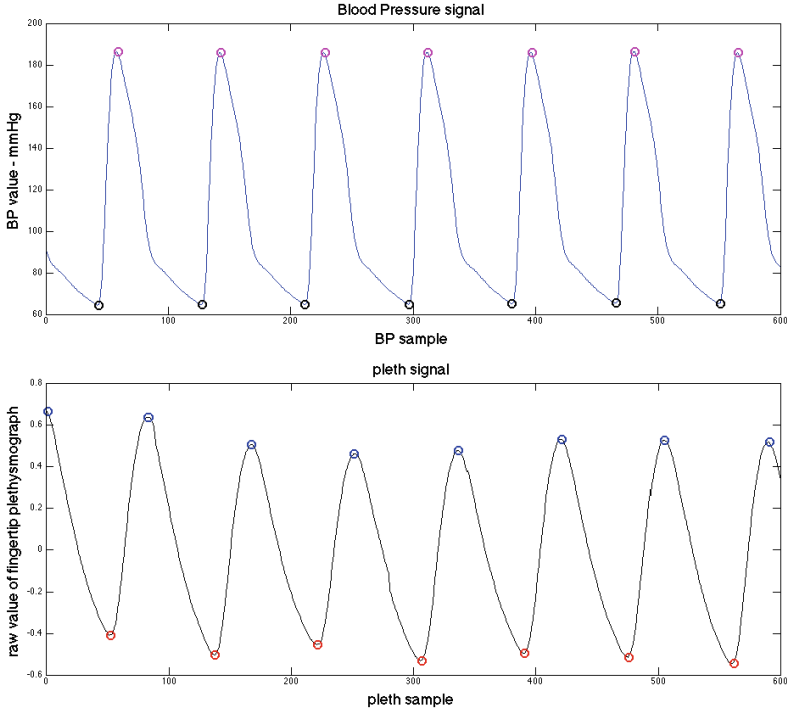 Blood Pressure signal
200
180
160
140
120
100
80
60
BP value - mmHg
0 100 200 300 400 500 600
BP sample
pleth signal
0.8
0.6
0.4
0.2
0
-0.2
-0.4
-0.6
raw value of fingertip plethysmograph
0 100 200 300 400 500 600
pleth sample